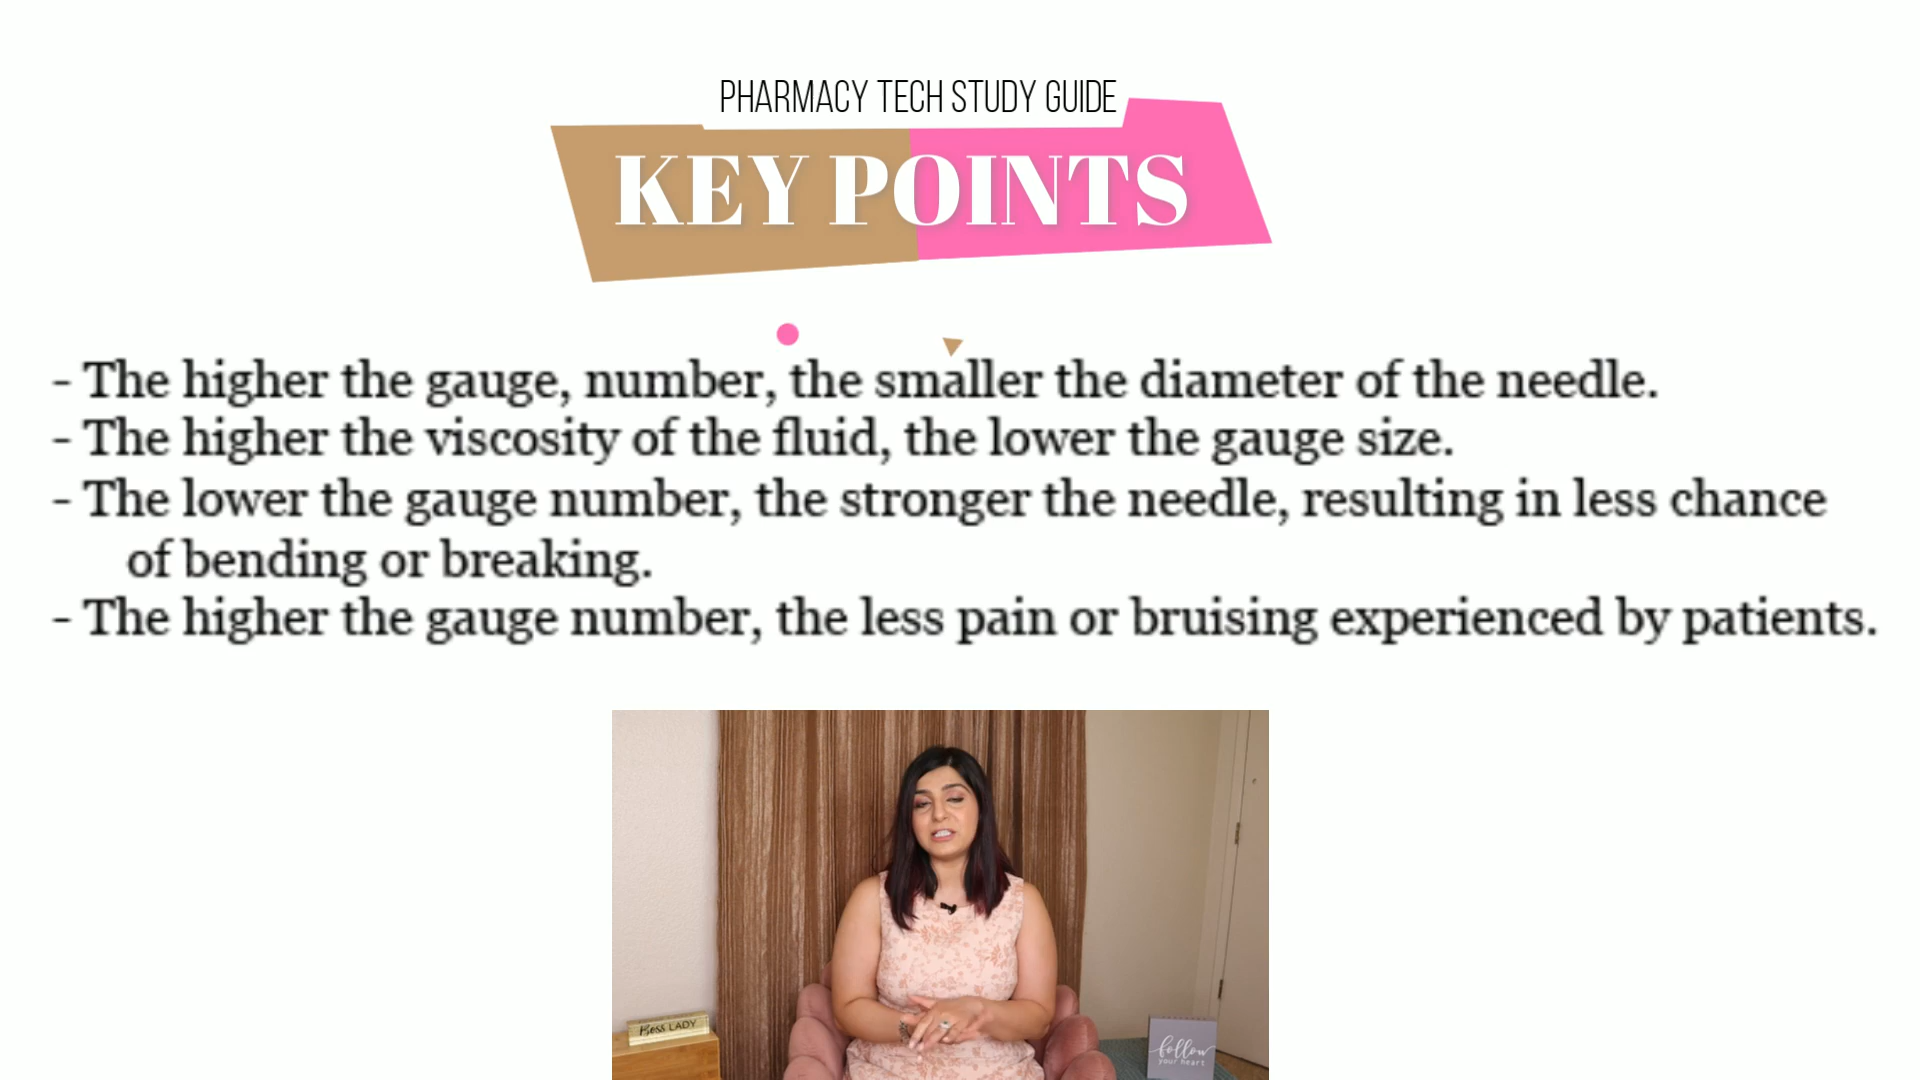 PHARMACY TECH STUDY GUIDE
KEY POINTS
- The higher the gauge, number, the smaller the diameter of the needle.
- The higher the viscosity of the fluid, the lower the gauge size.
- The lower the gauge number, the stronger the needle, resulting in less chance
of bending or breaking.
- The higher the gauge number, the less pain or bruising experienced by patients.
Boss LADY
follow
your heart